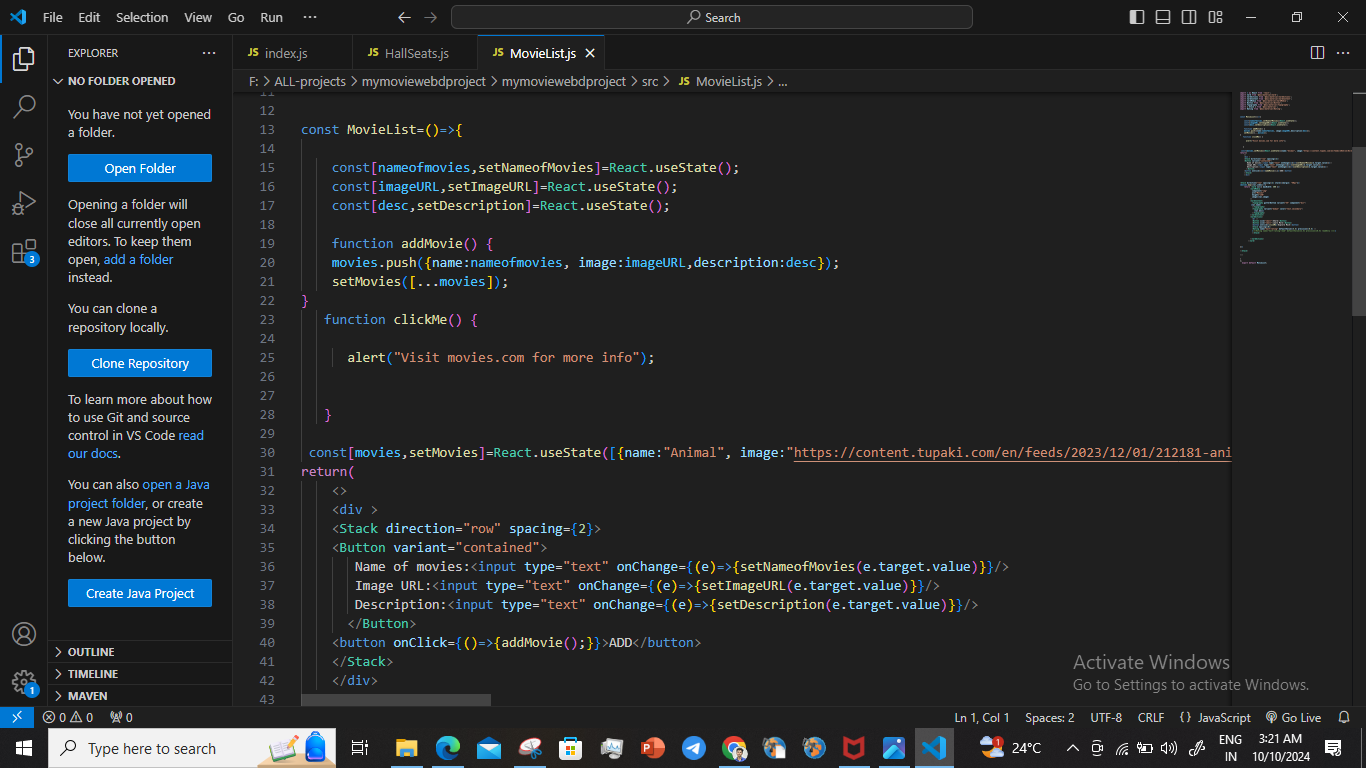 File Edit Selection View Go Run ··· Search
EXPLORER ···
NO FOLDER OPENED
You have not yet opened
a folder.
Open Folder
Opening a folder will
close all currently open
editors. To keep them
open, add a folder
instead.
You can clone a
repository locally.
Clone Repository
To learn more about how
to use Git and source
control in VS Code read
our docs.
You can also open a Java
project folder, or create
a new Java project by
clicking the button
below.
Create Java Project
OUTLINE
TIMELINE
MAVEN
3
1
JS index.js JS HallSeats.js JS MovieList.js
F: > ALL-projects > mymoviewebdproject > mymoviewebdproject > src > JS MovieList.js > ...
11
12
13 const MovieList=()=>{
14
15 const[nameofmovies,setNameofMovies]=React.useState();
16 const[imageURL,setImageURL]=React.useState();
17 const[desc,setDescription]=React.useState();
18
19 function addMovie() {
20 movies.push({name:nameofmovies, image:imageURL,description:desc});
21 setMovies([...movies]);
22 }
23 function clickMe() {
24
25 alert("Visit movies.com for more info");
26
27
28 }
29
30 const[movies,setMovies]=React.useState([{name:"Animal", image:"https://content.tupaki.com/en/feeds/2023/12/01/212181-ani
31 return(
32 <>
33 <div >
34 <Stack direction="row" spacing={2}>
35 <Button variant="contained">
36 Name of movies:<input type="text" onChange={(e)=>{setNameofMovies(e.target.value)}}/>
37 Image URL:<input type="text" onChange={(e)=>{setImageURL(e.target.value)}}/>
38 Description:<input type="text" onChange={(e)=>{setDescription(e.target.value)}}/>
39 </Button>
40 <button onClick={()=>{addMovie();}}>ADD</button>
41 </Stack>
42 </div>
43
Activate Windows
Go to Settings to activate Windows.
0 0 0 Ln 1, Col 1 Spaces: 2 UTF-8 CRLF {} JavaScript Go Live
Type here to search 24°C ENG IN 3:21 AM 10/10/2024